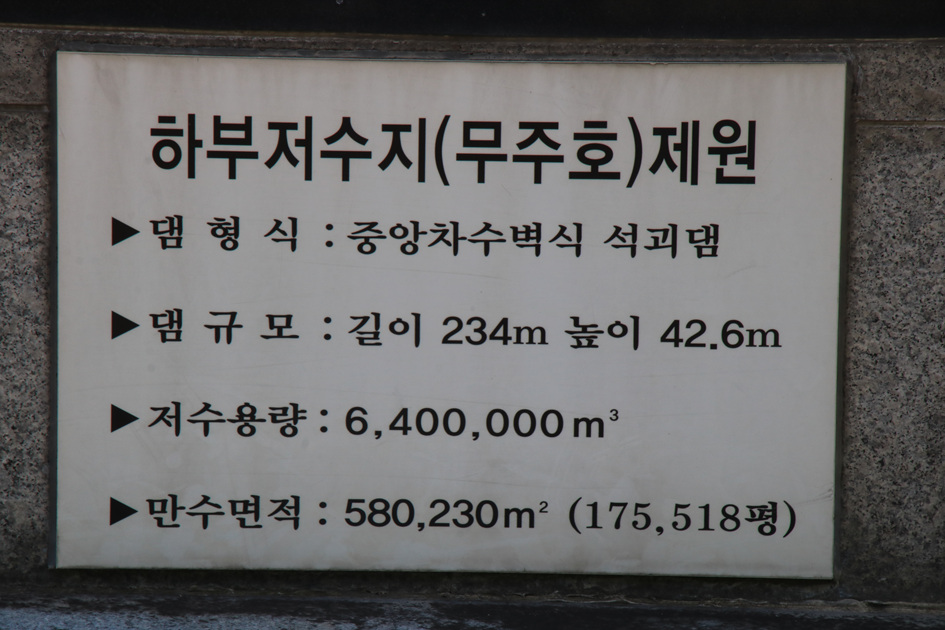 하부저수지(무주호)제원
▶댐 형 식 : 중앙차수벽식 석괴댐
▶댐 규 모 : 길이 234m 높이 42.6m
▶저수용량 : 6,400,000m³
▶만수면적 : 580,230m² (175,518평)